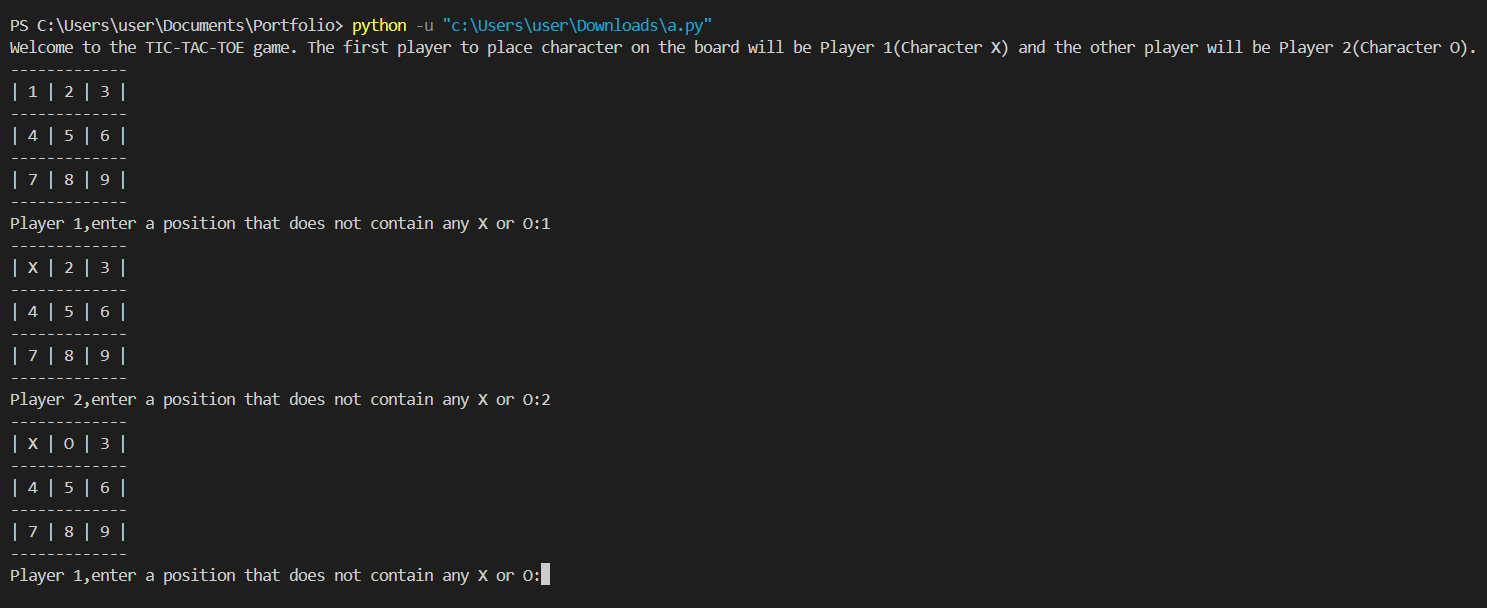 PS C:\Users\user\Documents\Portfolio> python -u "c:\Users\user\Downloads\a.py"
Welcome to the TIC-TAC-TOE game. The first player to place character on the board will be Player 1(Character X) and the other player will be Player 2(Character O).
-------------
| 1 | 2 | 3 |
-------------
| 4 | 5 | 6 |
-------------
| 7 | 8 | 9 |
-------------
Player 1,enter a position that does not contain any X or O:1
-------------
| X | 2 | 3 |
-------------
| 4 | 5 | 6 |
-------------
| 7 | 8 | 9 |
-------------
Player 2,enter a position that does not contain any X or O:2
-------------
| X | O | 3 |
-------------
| 4 | 5 | 6 |
-------------
| 7 | 8 | 9 |
-------------
Player 1,enter a position that does not contain any X or O: